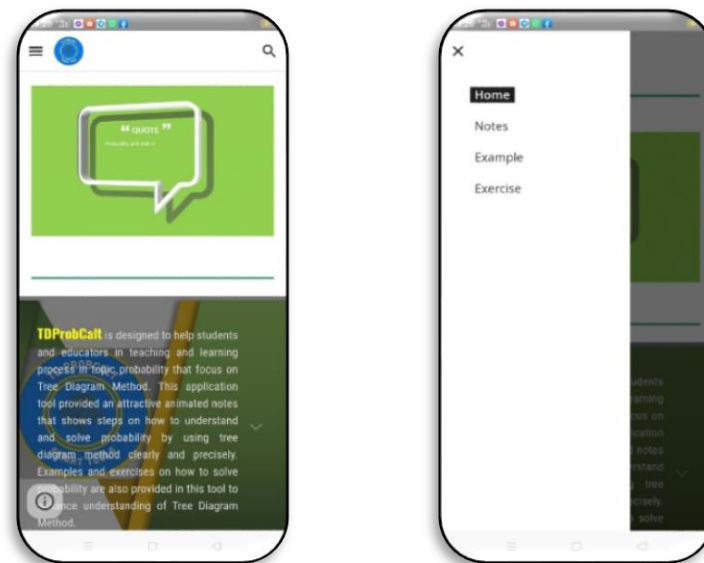 “ QUOTE ”
TDProbCalt is designed to help students
and educators in teaching and learning
process in topic probability that focus on
Tree Diagram Method. This application
tool provided an attractive animated notes
that shows steps on how to understand
and solve probability by using tree
diagram method clearly and precisely.
Examples and exercises on how to solve
probability are also provided in this tool to
understanding of Tree Diagram
Method.
Home
Notes
Example
Exercise
tree
solve